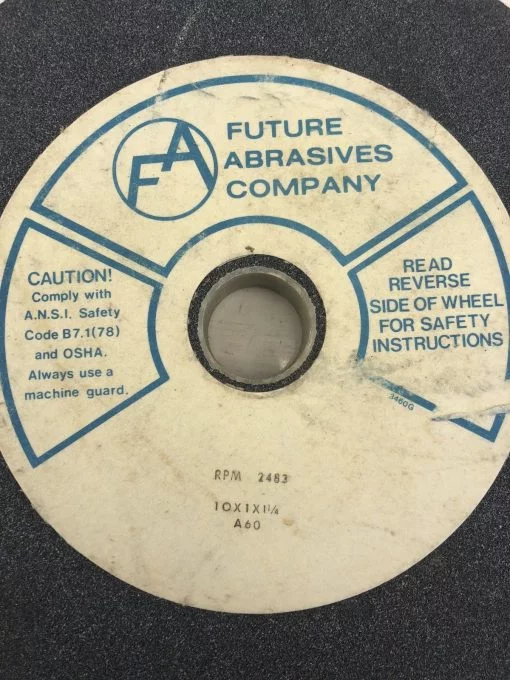 FA
FUTURE
ABRASIVES
COMPANY
CAUTION!
Comply with
A.N.S.I. Safety
Code B7.1(78)
and OSHA.
Always use a
machine guard.
READ
REVERSE
SIDE OF WHEEL
FOR SAFETY
INSTRUCTIONS
3460G
RPM 2483
10X1X1¼
A60